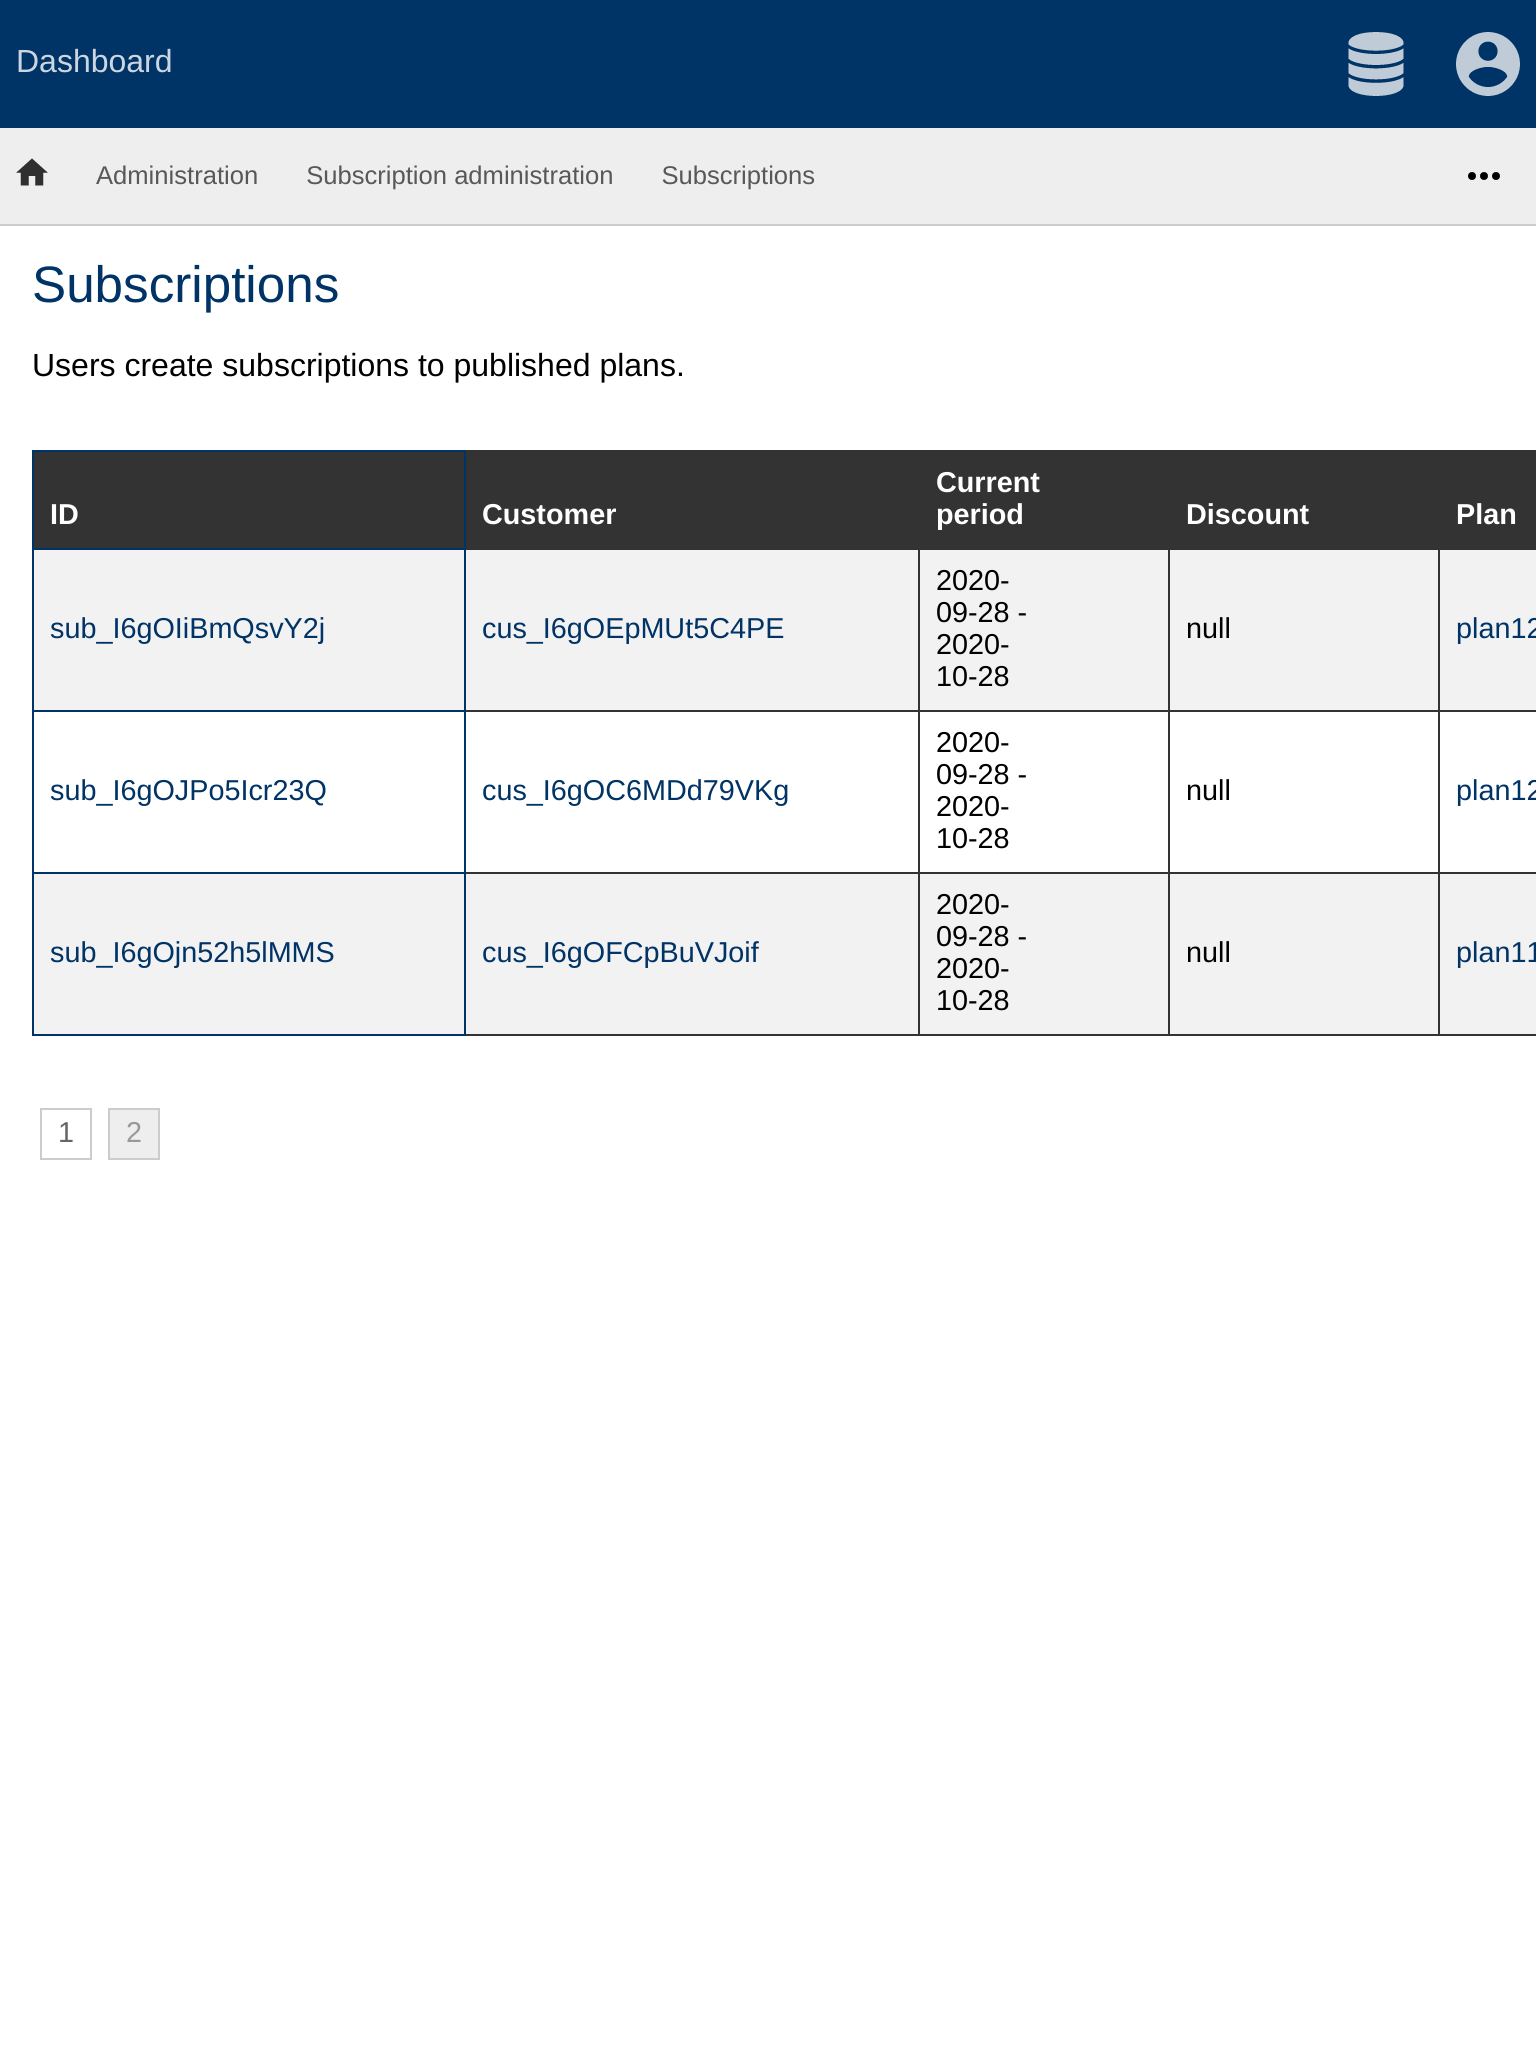 Dashboard
Administration Subscription administration Subscriptions
Subscriptions
Users create subscriptions to published plans.
ID Customer Current period Discount Plan
sub_I6gOIiBmQsvY2j cus_I6gOEpMUt5C4PE 2020-09-28 - 2020-10-28 null plan12
sub_I6gOJPo5Icr23Q cus_I6gOC6MDd79VKg 2020-09-28 - 2020-10-28 null plan12
sub_I6gOjn52h5lMMS cus_I6gOFCpBuVJoif 2020-09-28 - 2020-10-28 null plan11
1 2